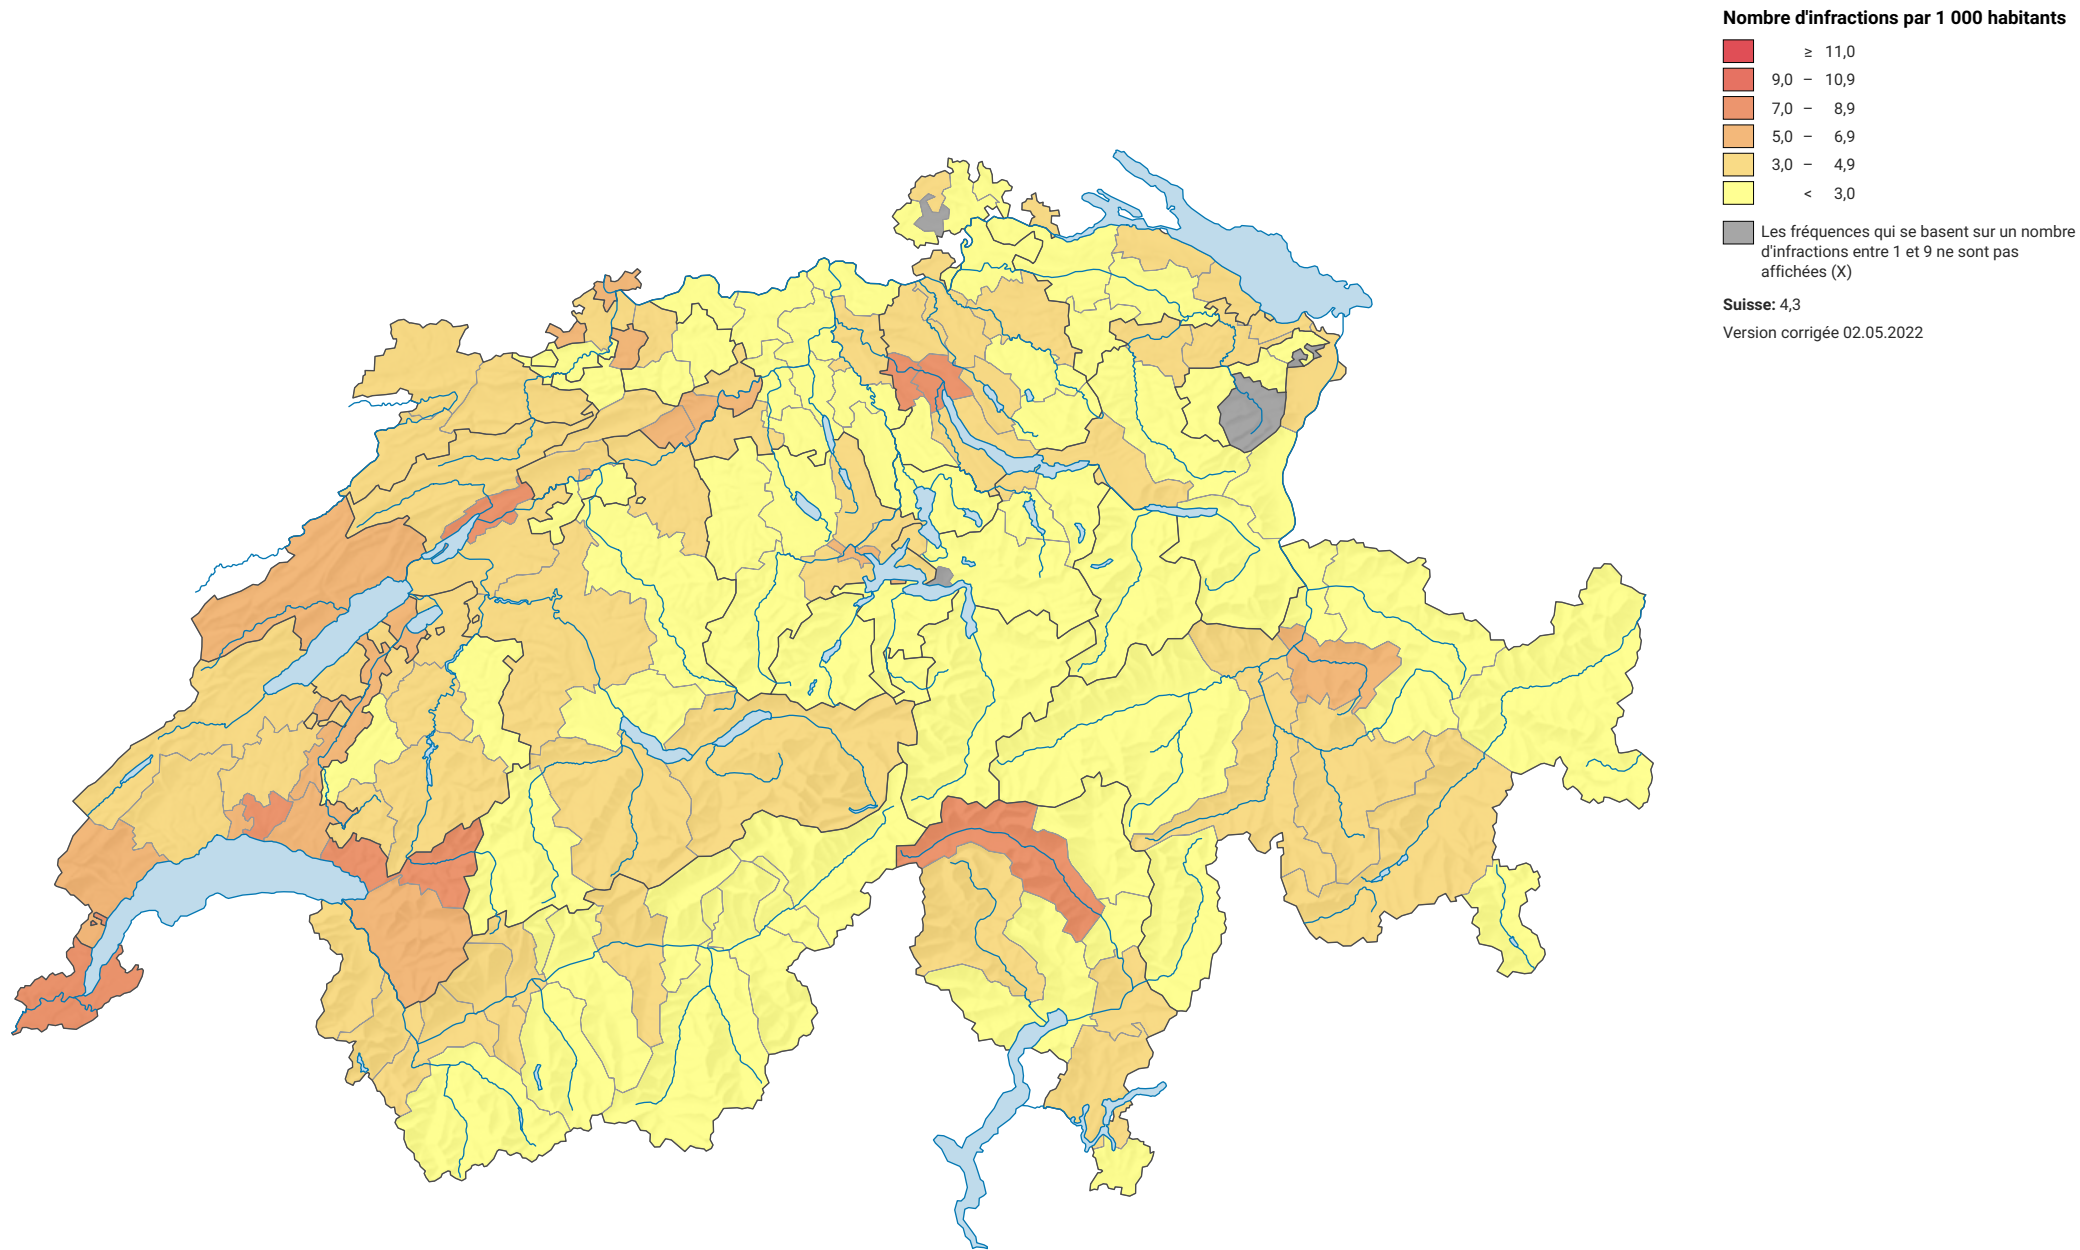 Nombre d'infractions par 1 000 habitants
≥ 11,0
9,0 – 10,9
7,0 – 8,9
5,0 – 6,9
3,0 – 4,9
< 3,0
Les fréquences qui se basent sur un nombre
d'infractions entre 1 et 9 ne sont pas
affichées (X)
Suisse: 4,3
Version corrigée 02.05.2022